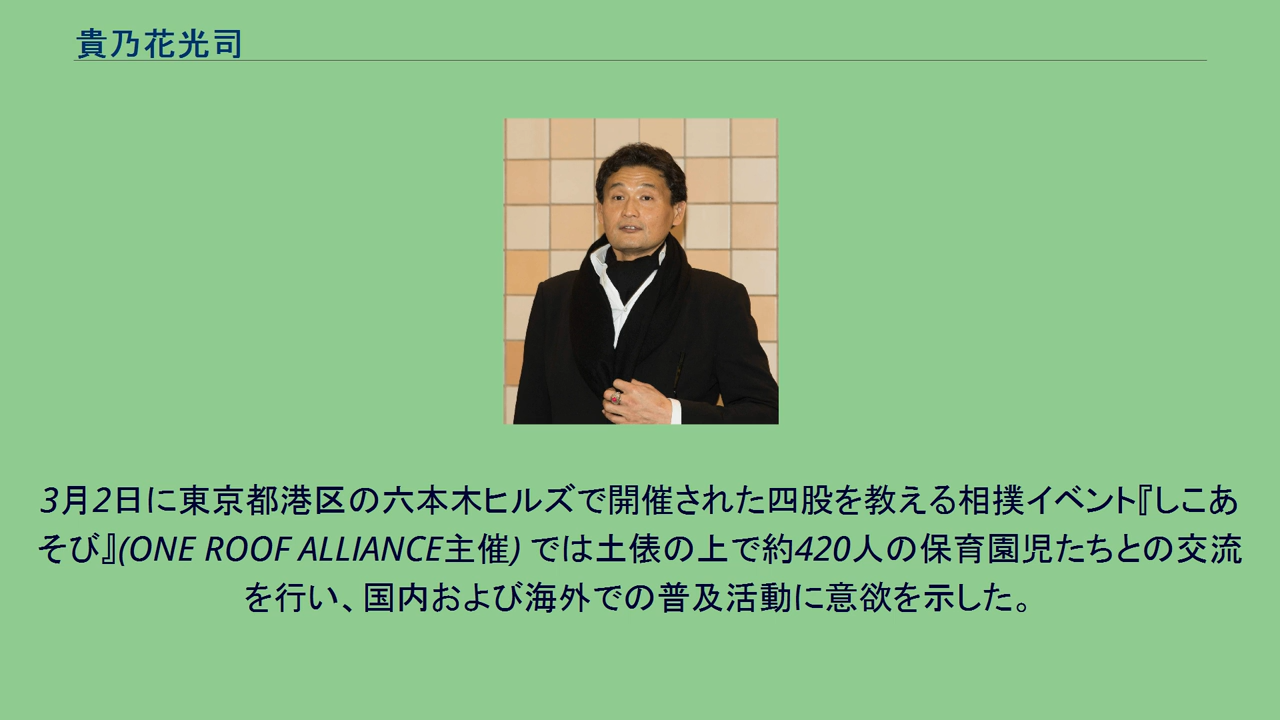 貴乃花光司
3月2日に東京都港区の六本木ヒルズで開催された四股を教える相撲イベント『しこあ
そび』(ONE ROOF ALLIANCE主催) では土俵の上で約420人の保育園児たちとの交流
を行い、国内および海外での普及活動に意欲を示した。